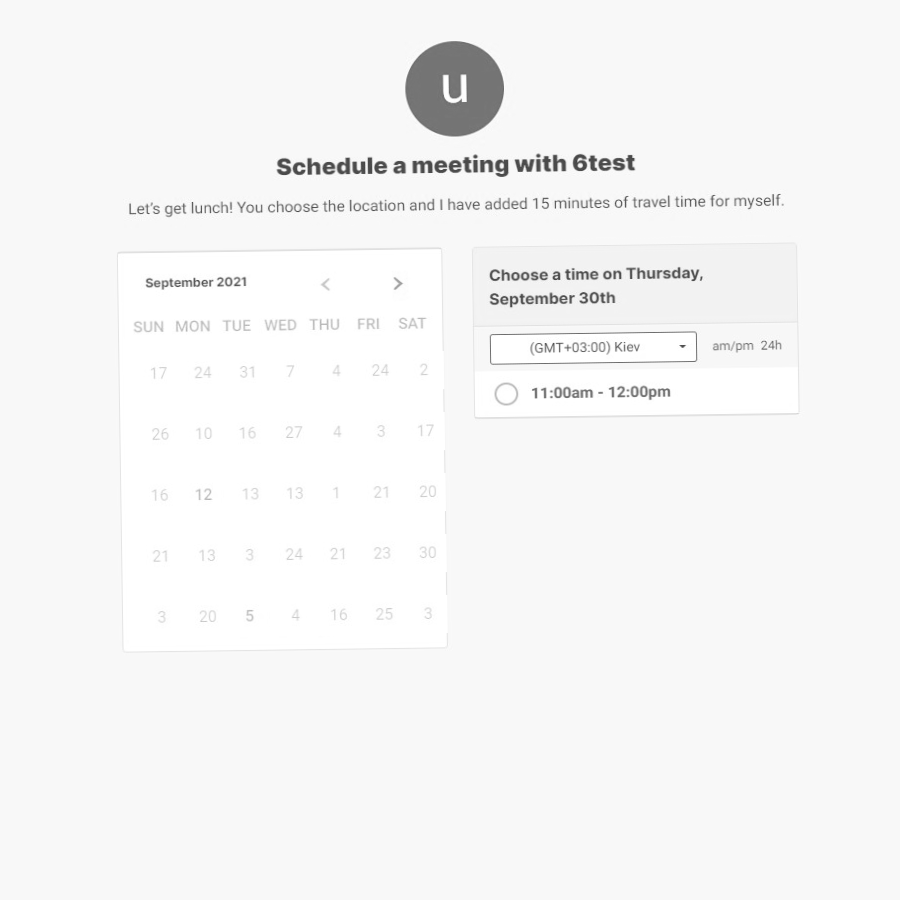 u
Schedule a meeting with 6test
Let's get lunch! You choose the location and I have added 15 minutes of travel time for myself.
September 2021
SUN MON TUE WED THU FRI SAT
17 24 31 7 4 24 2
26 10 16 27 4 3 17
16 12 13 13 1 21 20
21 13 3 24 21 23 30
3 20 5 4 16 25 3
Choose a time on Thursday,
September 30th
(GMT+03:00) Kiev am/pm 24h
11:00am - 12:00pm